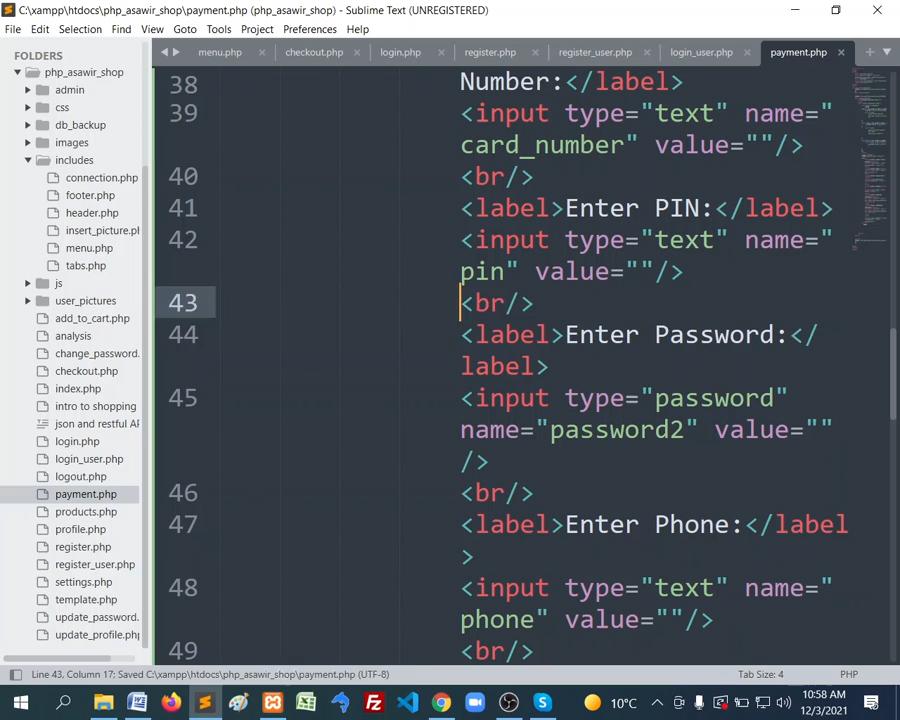 C:\xampp\htdocs\php_asawir_shop\payment.php (php_asawir_shop) - Sublime Text (UNREGISTERED)
File Edit Selection Find View Goto Tools Project Preferences Help
FOLDERS
php_asawir_shop
admin
css
db_backup
images
includes
connection.php
footer.php
header.php
insert_picture.ph
menu.php
tabs.php
js
user_pictures
add_to_cart.php
analysis
change_password.
checkout.php
index.php
intro to shopping
json and restful AP
login.php
login_user.php
logout.php
payment.php
products.php
profile.php
register.php
register_user.php
settings.php
template.php
update_password.
update_profile.php
menu.php checkout.php login.php register.php register_user.php login_user.php payment.php
38 Number:</label>
39 <input type="text" name="
card_number" value=""/>
40 <br/>
41 <label>Enter PIN:</label>
42 <input type="text" name="
pin" value=""/>
43 <br/>
44 <label>Enter Password:</
label>
45 <input type="password"
name="password2" value=""
/>
46 <br/>
47 <label>Enter Phone:</label
>
48 <input type="text" name="
phone" value=""/>
49 <br/>
Line 43, Column 17; Saved C:\xampp\htdocs\php_asawir_shop\payment.php (UTF-8) Tab Size: 4 PHP
10°C 10:58 AM
12/3/2021